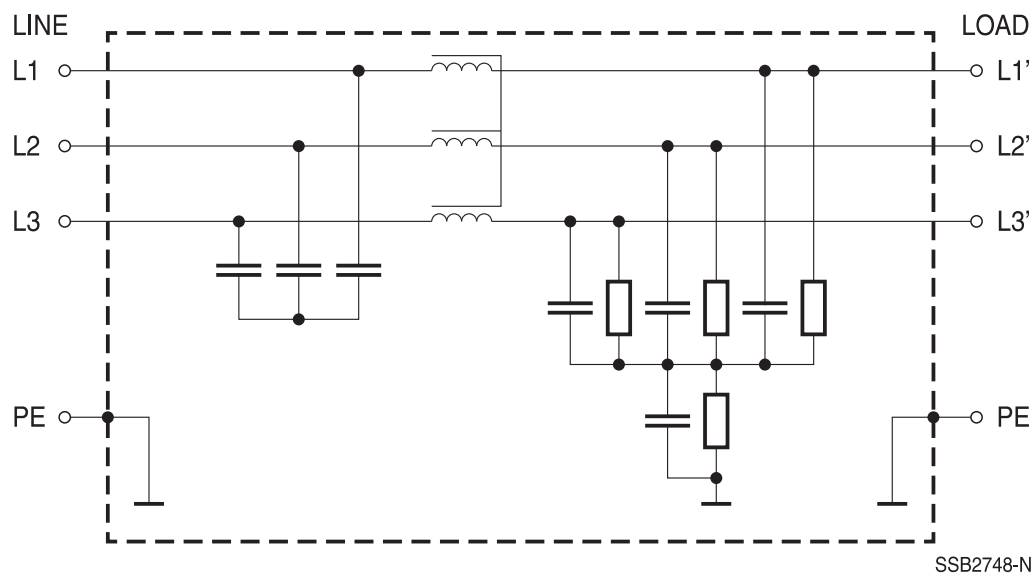 LINE LOAD
L1 L1'
L2 L2'
L3 L3'
PE PE
SSB2748-N